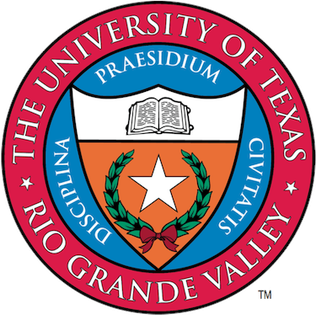 THE UNIVERSITY OF TEXAS
RIO GRANDE VALLEY
DISCIPLINA
PRAESIDIUM
CIVITATIS
TM